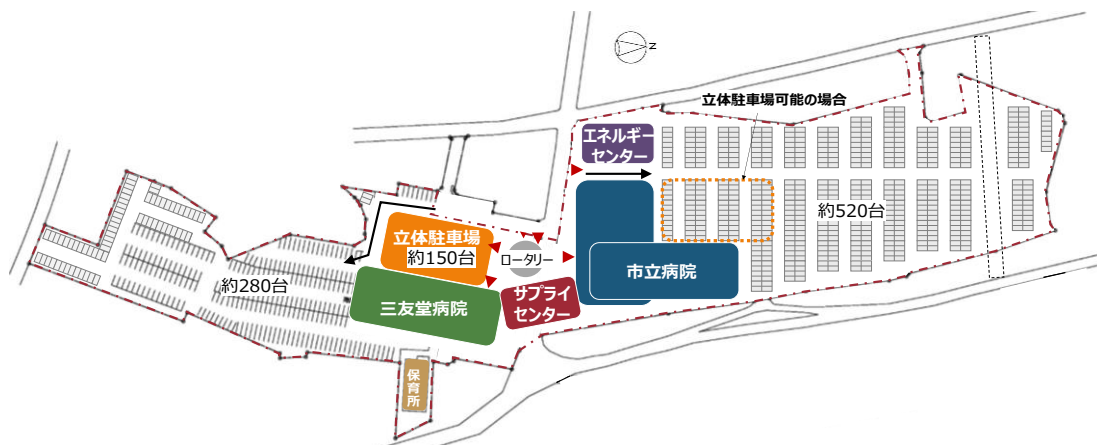 N
立体駐車場可能の場合
エネルギー
センター
約520台
立体駐車場
約150台
ロータリー
市立病院
約280台
三友堂病院
サプライ
センター
保育所